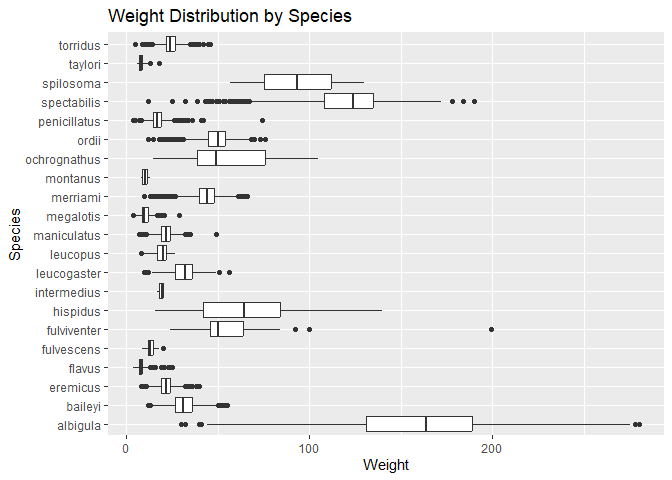 Weight Distribution by Species
torridus
taylori
spilosoma
spectabilis
penicillatus
ordii
ochrognathus
montanus
merriami
megalotis
maniculatus
leucopus
leucogaster
intermedius
hispidus
fulviventer
fulvescens
flavus
eremicus
baileyi
albigula
Species
0
100
200
Weight